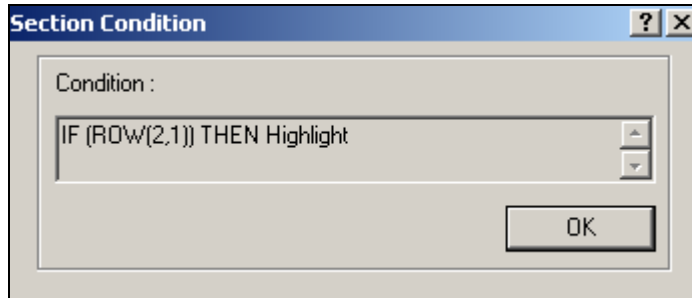 Section Condition
Condition :
IF (ROW(2,1)) THEN Highlight
OK